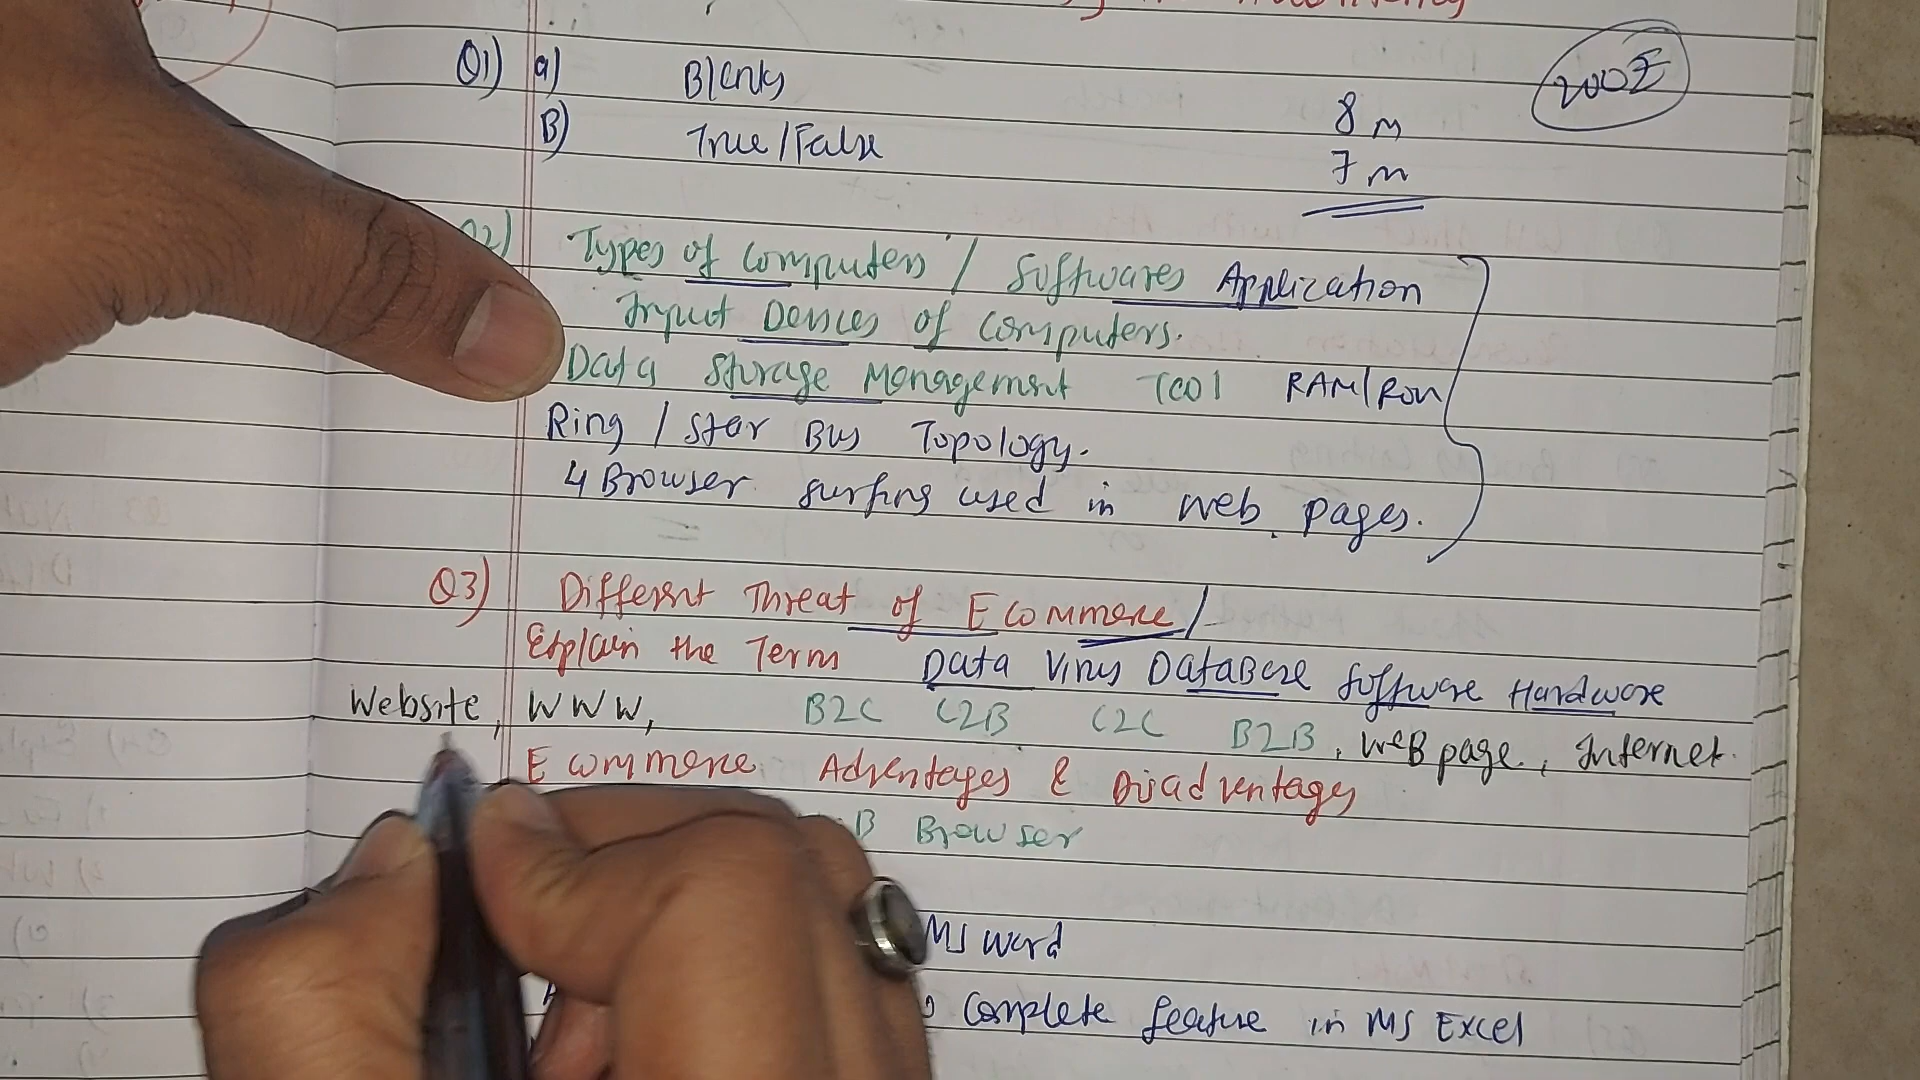 Q1) a) Blanks 8 m
200₹
B) True/False 7 m
Q2) Types of Computers / Softwares Application
Input Devices of Computers.
Data Storage Management Tool RAM/Rom
Ring / Star Bus Topology.
4 Browser surfing used in web pages.
Q3) Different Threat of E commerce /
Explain the Term Data Virus DataBase Software Hardware
Website, WWW, B2C C2B C2C B2B, WeB page, Internet.
E commerce Advantages & Disadvantages
B Browser
MS Word
Complete feature in MS Excel